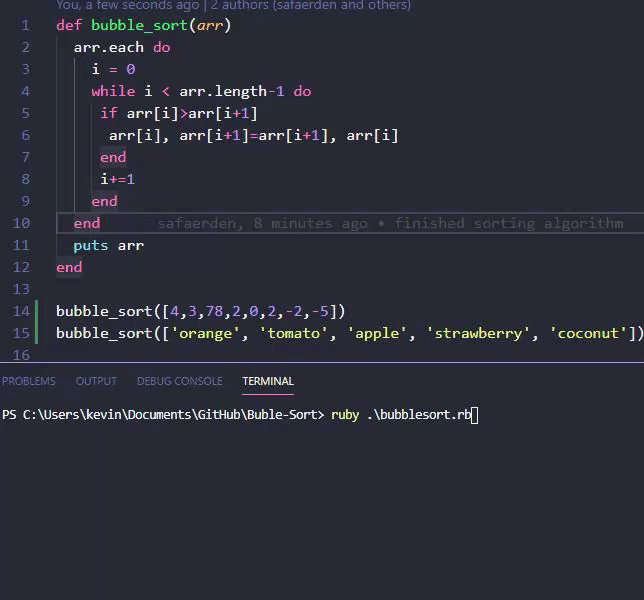 You, a few seconds ago | 2 authors (safaerden and others)
1 def bubble_sort(arr)
2 arr.each do
3 i = 0
4 while i < arr.length-1 do
5 if arr[i]>arr[i+1]
6 arr[i], arr[i+1]=arr[i+1], arr[i]
7 end
8 i+=1
9 end
10 end safaerden, 8 minutes ago • finished sorting algorithm
11 puts arr
12 end
13
14 bubble_sort([4,3,78,2,0,2,-2,-5])
15 bubble_sort(['orange', 'tomato', 'apple', 'strawberry', 'coconut'])
16
PROBLEMS OUTPUT DEBUG CONSOLE TERMINAL
PS C:\Users\kevin\Documents\GitHub\Buble-Sort> ruby .\bubblesort.rb